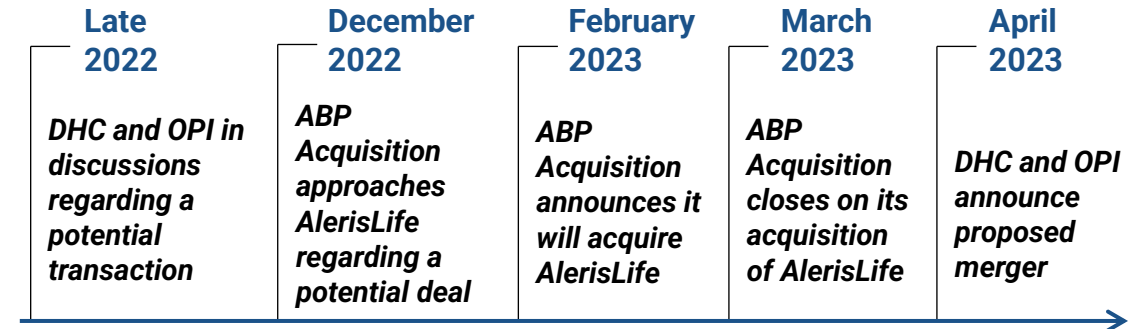 Late
2022
DHC and OPI in
discussions
regarding a
potential
transaction
December
2022
ABP
Acquisition
approaches
AlerisLife
regarding a
potential deal
February
2023
ABP
Acquisition
announces it
will acquire
AlerisLife
March
2023
ABP
Acquisition
closes on its
acquisition
of AlerisLife
April
2023
DHC and OPI
announce
proposed
merger